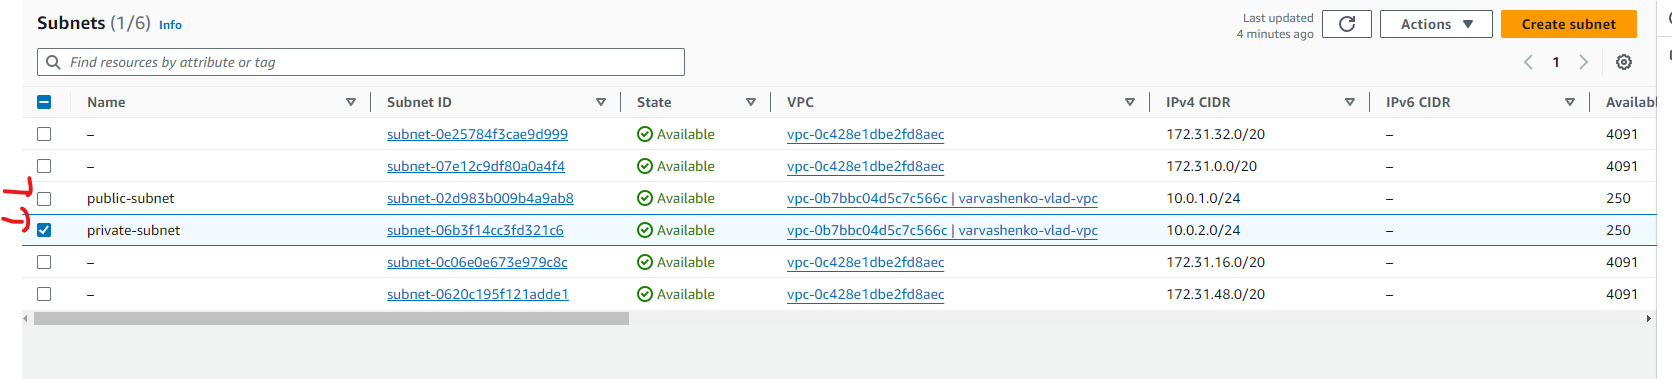 Subnets (1/6) Info
Last updated
4 minutes ago
Actions
Create subnet
Find resources by attribute or tag
1
Name Subnet ID State VPC IPv4 CIDR IPv6 CIDR Availabl
– subnet-0e25784f3cae9d999 Available vpc-0c428e1dbe2fd8aec 172.31.32.0/20 – 4091
– subnet-07e12c9df80a0a4f4 Available vpc-0c428e1dbe2fd8aec 172.31.0.0/20 – 4091
public-subnet subnet-02d983b009b4a9ab8 Available vpc-0b7bbc04d5c7c566c | varvashenko-vlad-vpc 10.0.1.0/24 – 250
private-subnet subnet-06b3f14cc3fd321c6 Available vpc-0b7bbc04d5c7c566c | varvashenko-vlad-vpc 10.0.2.0/24 – 250
– subnet-0c06e0e673e979c8c Available vpc-0c428e1dbe2fd8aec 172.31.16.0/20 – 4091
– subnet-0620c195f121adde1 Available vpc-0c428e1dbe2fd8aec 172.31.48.0/20 – 4091